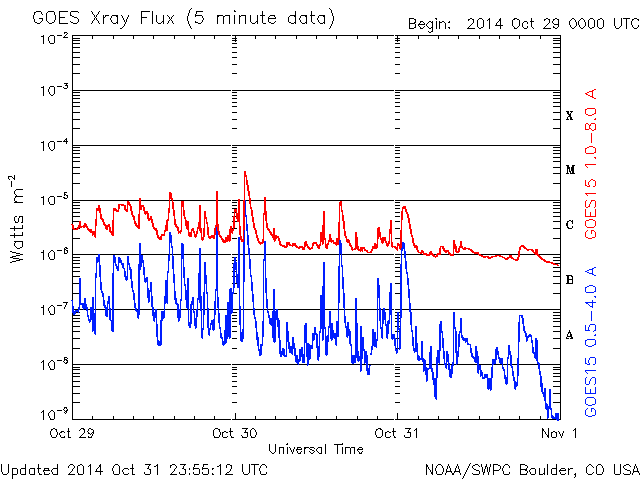 GOES Xray Flux (5 minute data)
Begin: 2014 Oct 29 0000 UTC
10-2
10-3
10-4
10-5
10-6
10-7
10-8
10-9
Watts m-2
X
M
C
B
A
GOES15 1.0-8.0 A
GOES15 0.5-4.0 A
Oct 29
Oct 30
Oct 31
Nov 1
Universal Time
Updated 2014 Oct 31 23:55:12 UTC
NOAA/SWPC Boulder, CO USA